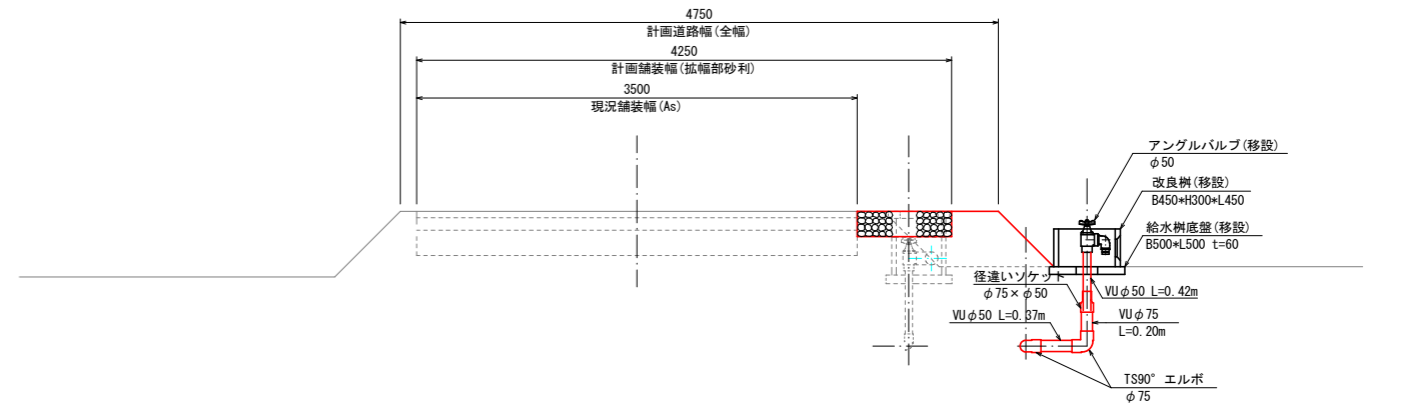 4750
計画道路幅(全幅)
4250
計画舗装幅(拡幅部砂利)
3500
現況舗装幅(As)
アングルバルブ(移設)
φ50
改良桝(移設)
B450*H300*L450
給水桝底盤(移設)
B500*L500 t=60
径違いソケット
φ75×φ50
VUφ50 L=0.42m
VUφ50 L=0.37m
VUφ75
L=0.20m
TS90°エルボ
φ75